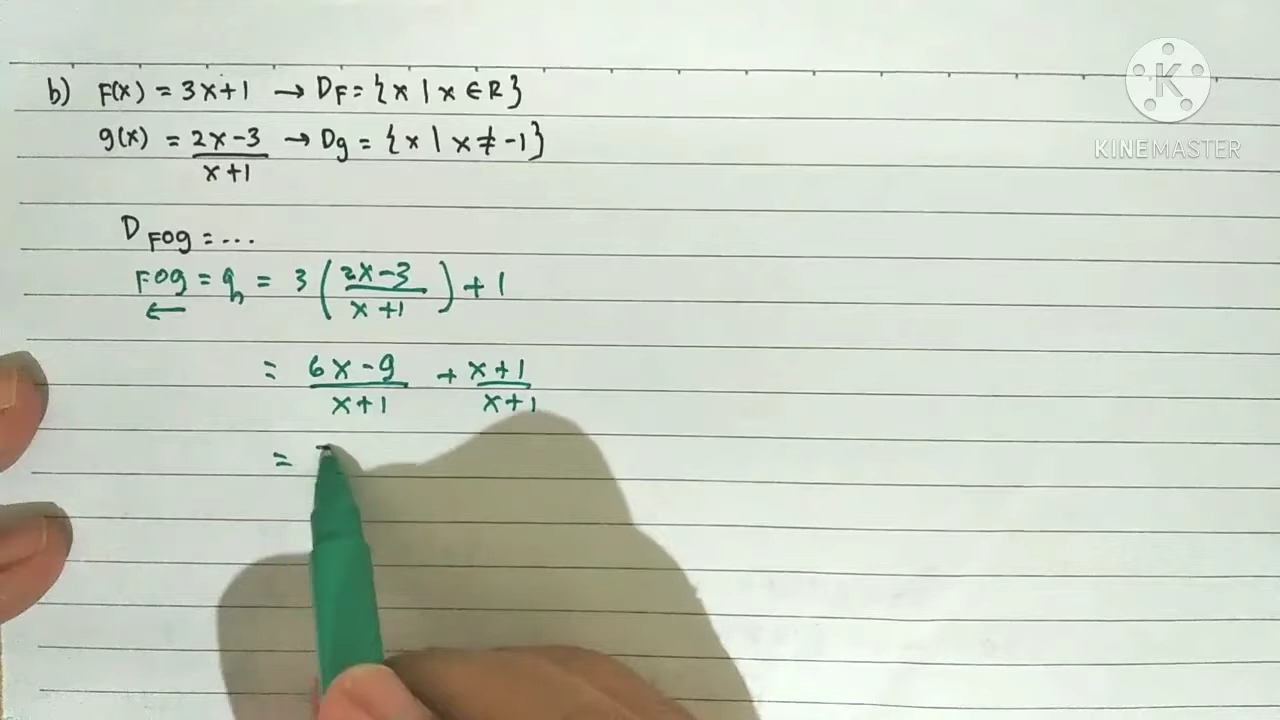 b) F(x) = 3x+1 → DF = {x | x ∈ R}
g(x) = 2x-3 / x+1 → Dg = {x | x ≠ -1}
D FOG = ...
FOg = g = 3 (2x-3 / x+1) + 1
←
= 6x-9 / x+1 + x+1 / x+1
=
K
KINEMASTER